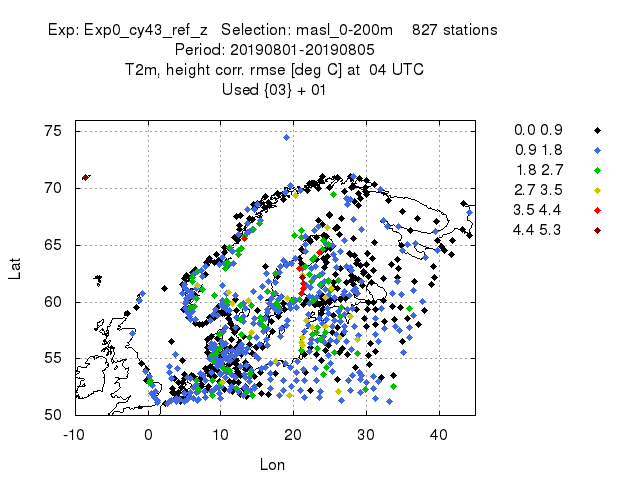 Exp: Exp0_cy43_ref_z Selection: masl_0-200m 827 stations
Period: 20190801-20190805
T2m, height corr. rmse [deg C] at 04 UTC
Used {03} + 01
75
70
65
60
55
50
Lat
-10 0 10 20 30 40
Lon
0.0 0.9
0.9 1.8
1.8 2.7
2.7 3.5
3.5 4.4
4.4 5.3